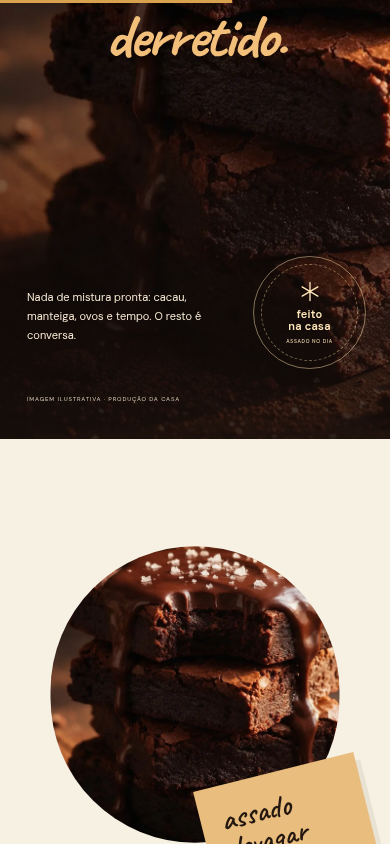 derretido.
Nada de mistura pronta: cacau,
manteiga, ovos e tempo. O resto é
conversa.
feito
na casa
ASSADO NO DIA
IMAGEM ILUSTRATIVA · PRODUÇÃO DA CASA
assado
devagar